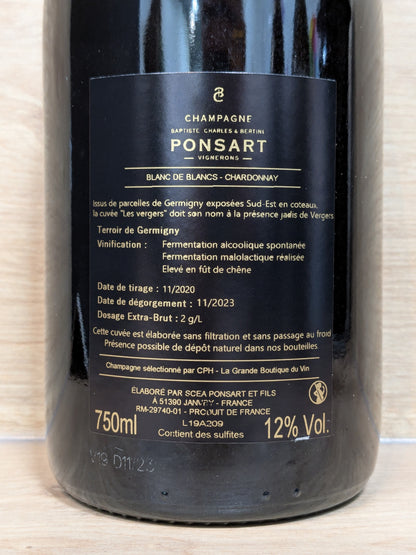 CHAMPAGNE
BAPTISTE CHARLES & BERTINE
PONSART
VIGNERONS
BLANC DE BLANCS - CHARDONNAY
Issus de parcelles de Germigny exposées Sud-Est en coteaux,
la cuvée "Les vergers" doit son nom à la présence jadis de Vergers
Terroir de Germigny
Vinification : Fermentation alcoolique spontanée
Fermentation malolactique réalisée
Elevé en fût de chêne
Date de tirage : 11/2020
Date de dégorgement : 11/2023
Dosage Extra-Brut : 2 g/L
Cette cuvée est élaborée sans filtration et sans passage au froid
Présence possible de dépôt naturel dans nos bouteilles.
Champagne sélectionné par CPH - La Grande Boutique du Vin
ÉLABORÉ PAR SCEA PONSART ET FILS
À 51390 JANVRY - FRANCE
RM-29740-01 - PRODUIT DE FRANCE
750ml L19A209 12% Vol.
Contient des sulfites
V19 D11 23